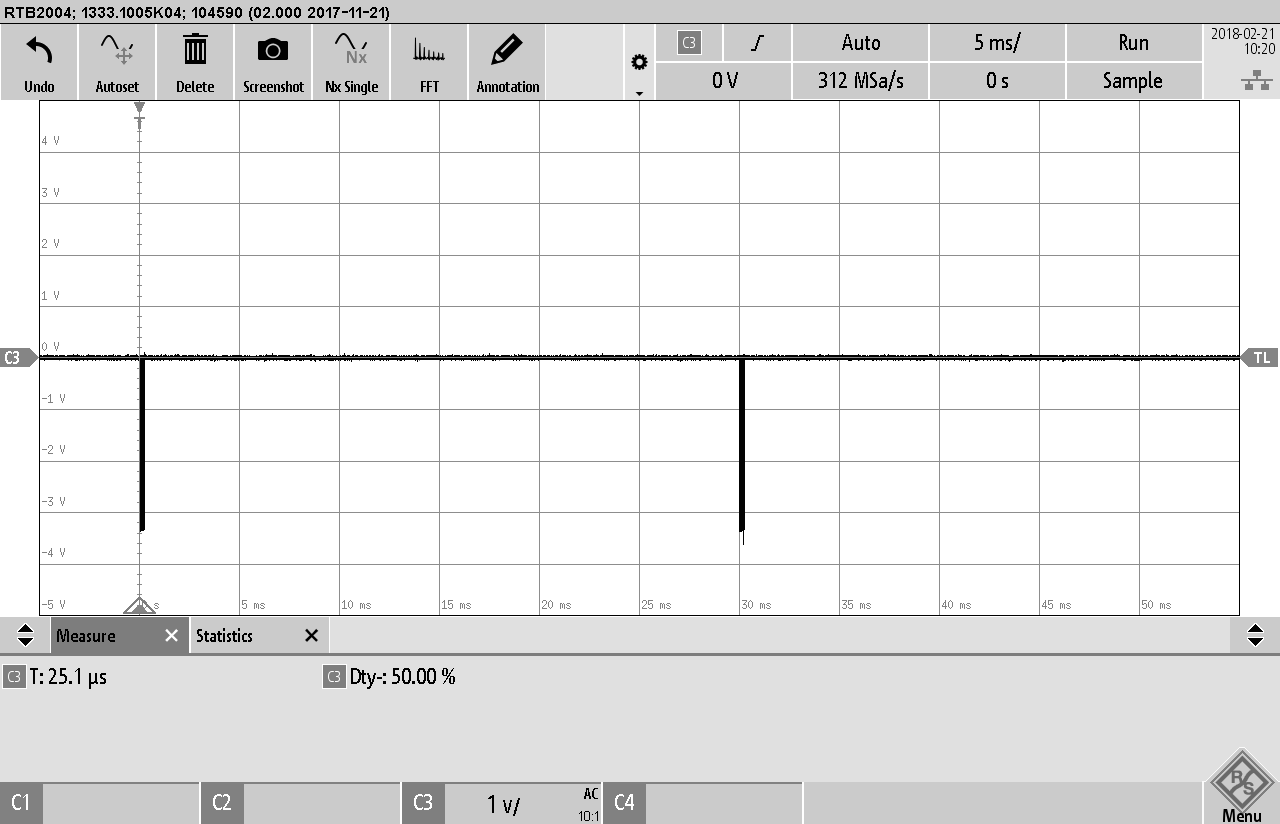 RTB2004; 1333.1005K04; 104590 (02.000 2017-11-21)
Undo
Autoset
Delete
Screenshot
Nx
Nx Single
FFT
Annotation
C3
Auto
5 ms/
Run
0 V
312 MSa/s
0 s
Sample
2018-02-21
10:20
T
4 V
3 V
2 V
1 V
0 V
C3
TL
-1 V
-2 V
-3 V
-4 V
-5 V
5 ms
10 ms
15 ms
20 ms
25 ms
30 ms
35 ms
40 ms
45 ms
50 ms
Measure
Statistics
C3 T: 25.1 µs
C3 Dty-: 50.00 %
C1
C2
C3
1 V/
AC
10:1
C4
R S
Menu